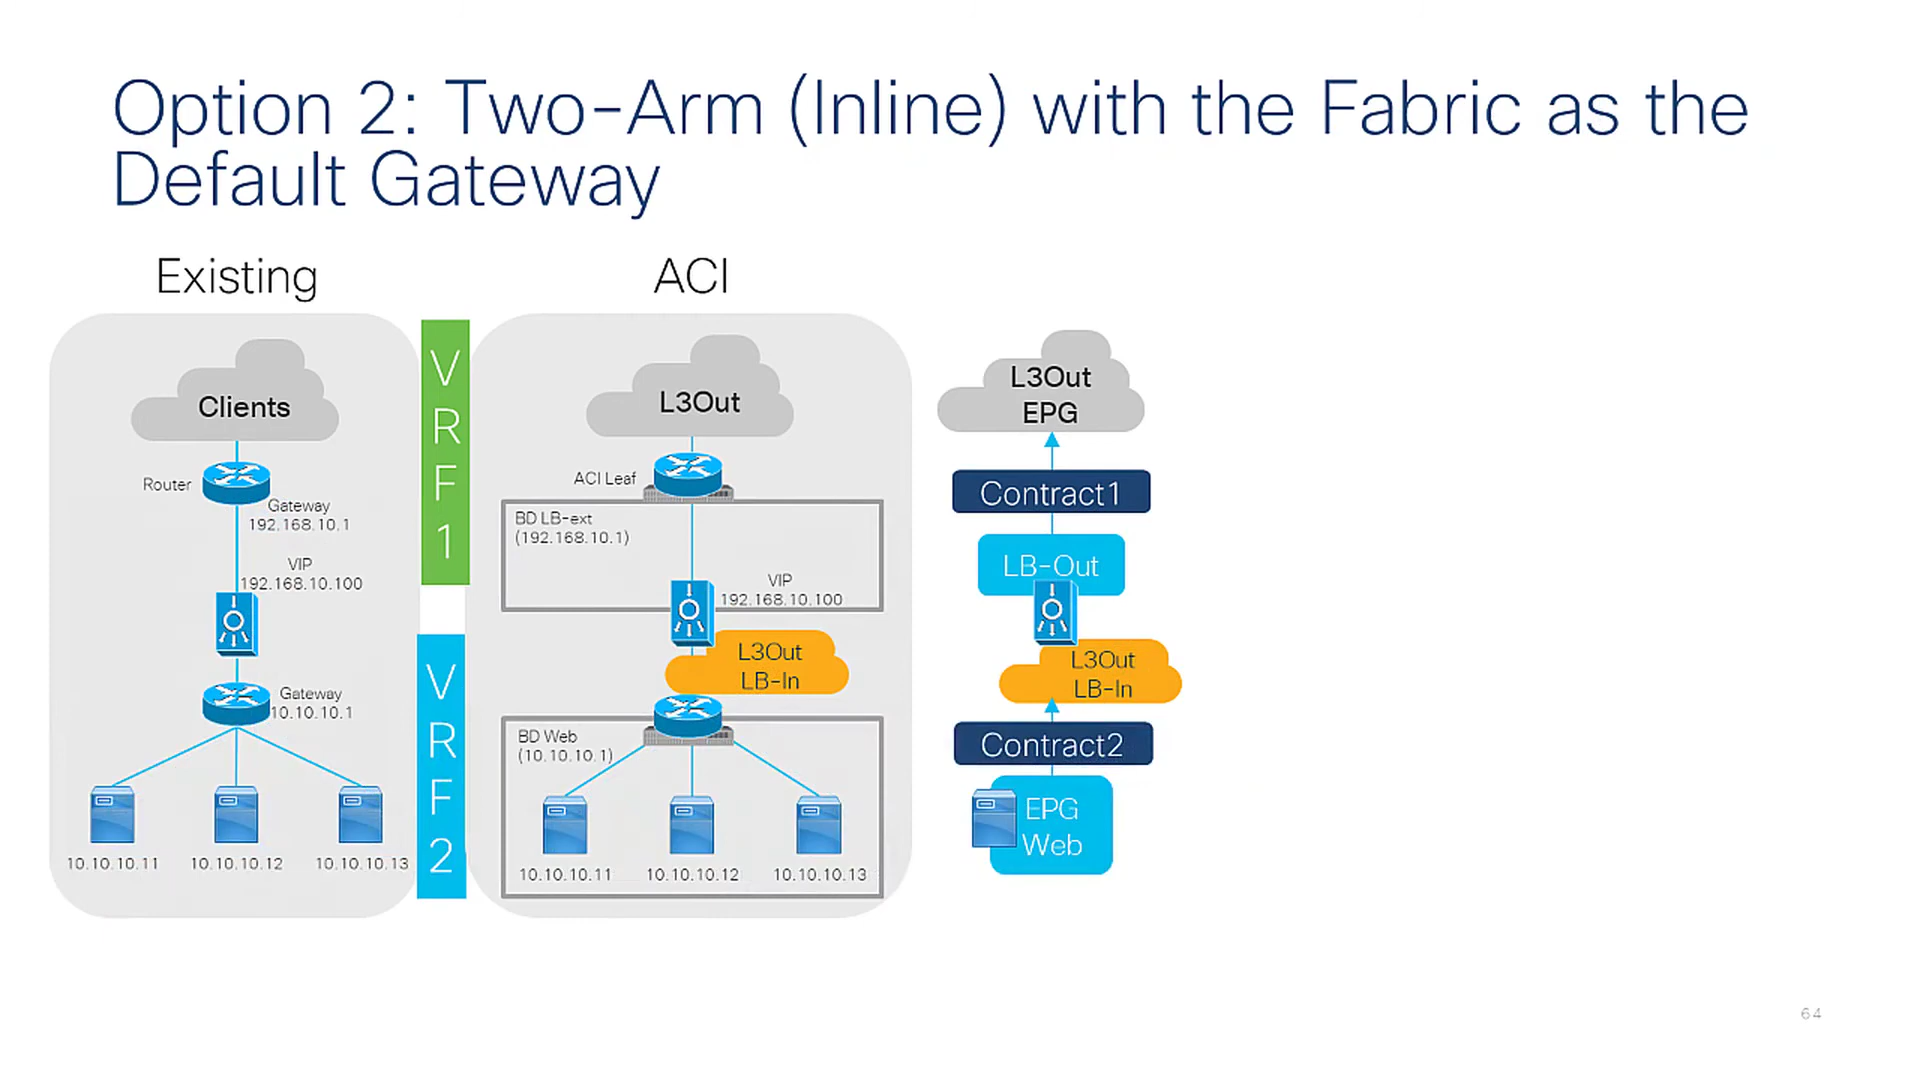 Option 2: Two-Arm (Inline) with the Fabric as the
Default Gateway
Existing
Clients
Router
Gateway
192.168.10.1
VIP
192.168.10.100
Gateway
10.10.10.1
10.10.10.11
10.10.10.12
10.10.10.13
V
R
F
1
V
R
F
2
ACI
L3Out
ACI Leaf
BD LB-ext
(192.168.10.1)
VIP
192.168.10.100
L3Out
LB-In
BD Web
(10.10.10.1)
10.10.10.11
10.10.10.12
10.10.10.13
L3Out
EPG
Contract1
LB-Out
L3Out
LB-In
Contract2
EPG
Web
64